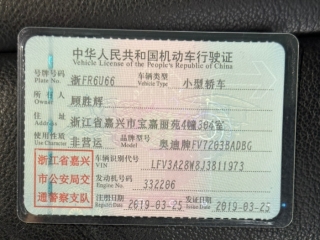 中华人民共和国机动车行驶证
Vehicle License of the People's Republic of China
号牌号码 Plate No. 浙FR6U66 车辆类型 Vehicle Type 小型轿车
所有人 Owner 顾胜辉
住址 Address 浙江省嘉兴市宝嘉丽苑4幢304室
使用性质 Use Character 非营运 品牌型号 Model 奥迪牌FV7203BADBG
浙江省嘉兴 车辆识别代号 VIN LFV3A28W8J3811973
市公安局交 发动机号码 Engine No. 332206
通警察支队 注册日期 Register Date 2019-03-25 发证日期 Issue Date 2019-03-25